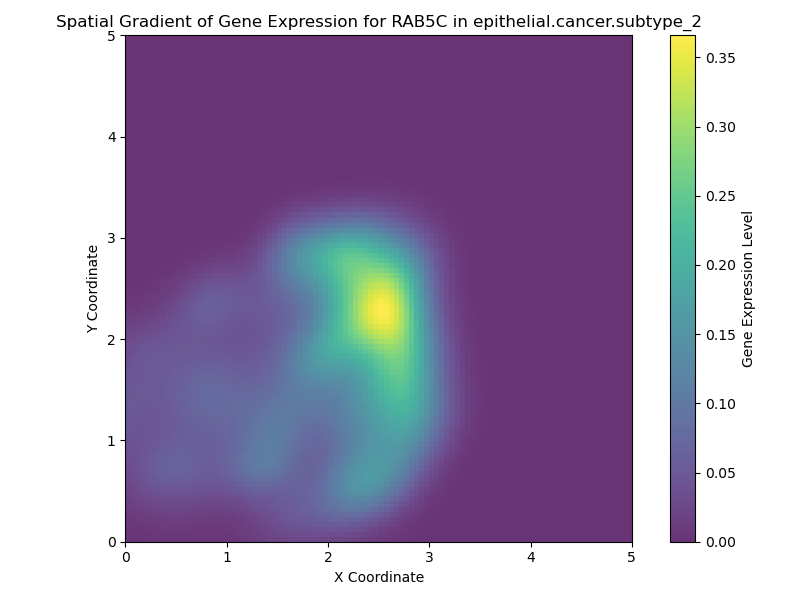 Spatial Gradient of Gene Expression for RAB5C in epithelial.cancer.subtype_2
5
4
3
2
1
0
Y Coordinate
0 1 2 3 4 5
X Coordinate
0.35
0.30
0.25
0.20
0.15
0.10
0.05
0.00
Gene Expression Level